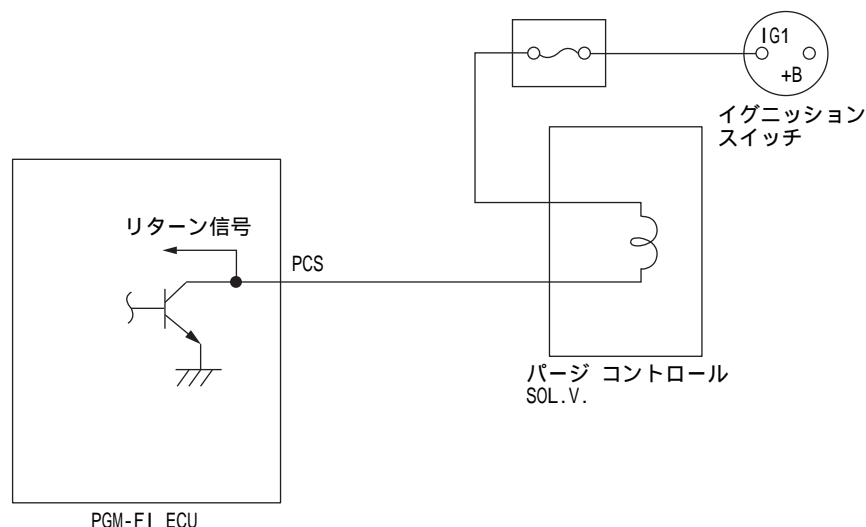 IG1
+B
イグニッション
スイッチ
リターン信号
PCS
パージ コントロール
SOL.V.
PGM-FI ECU